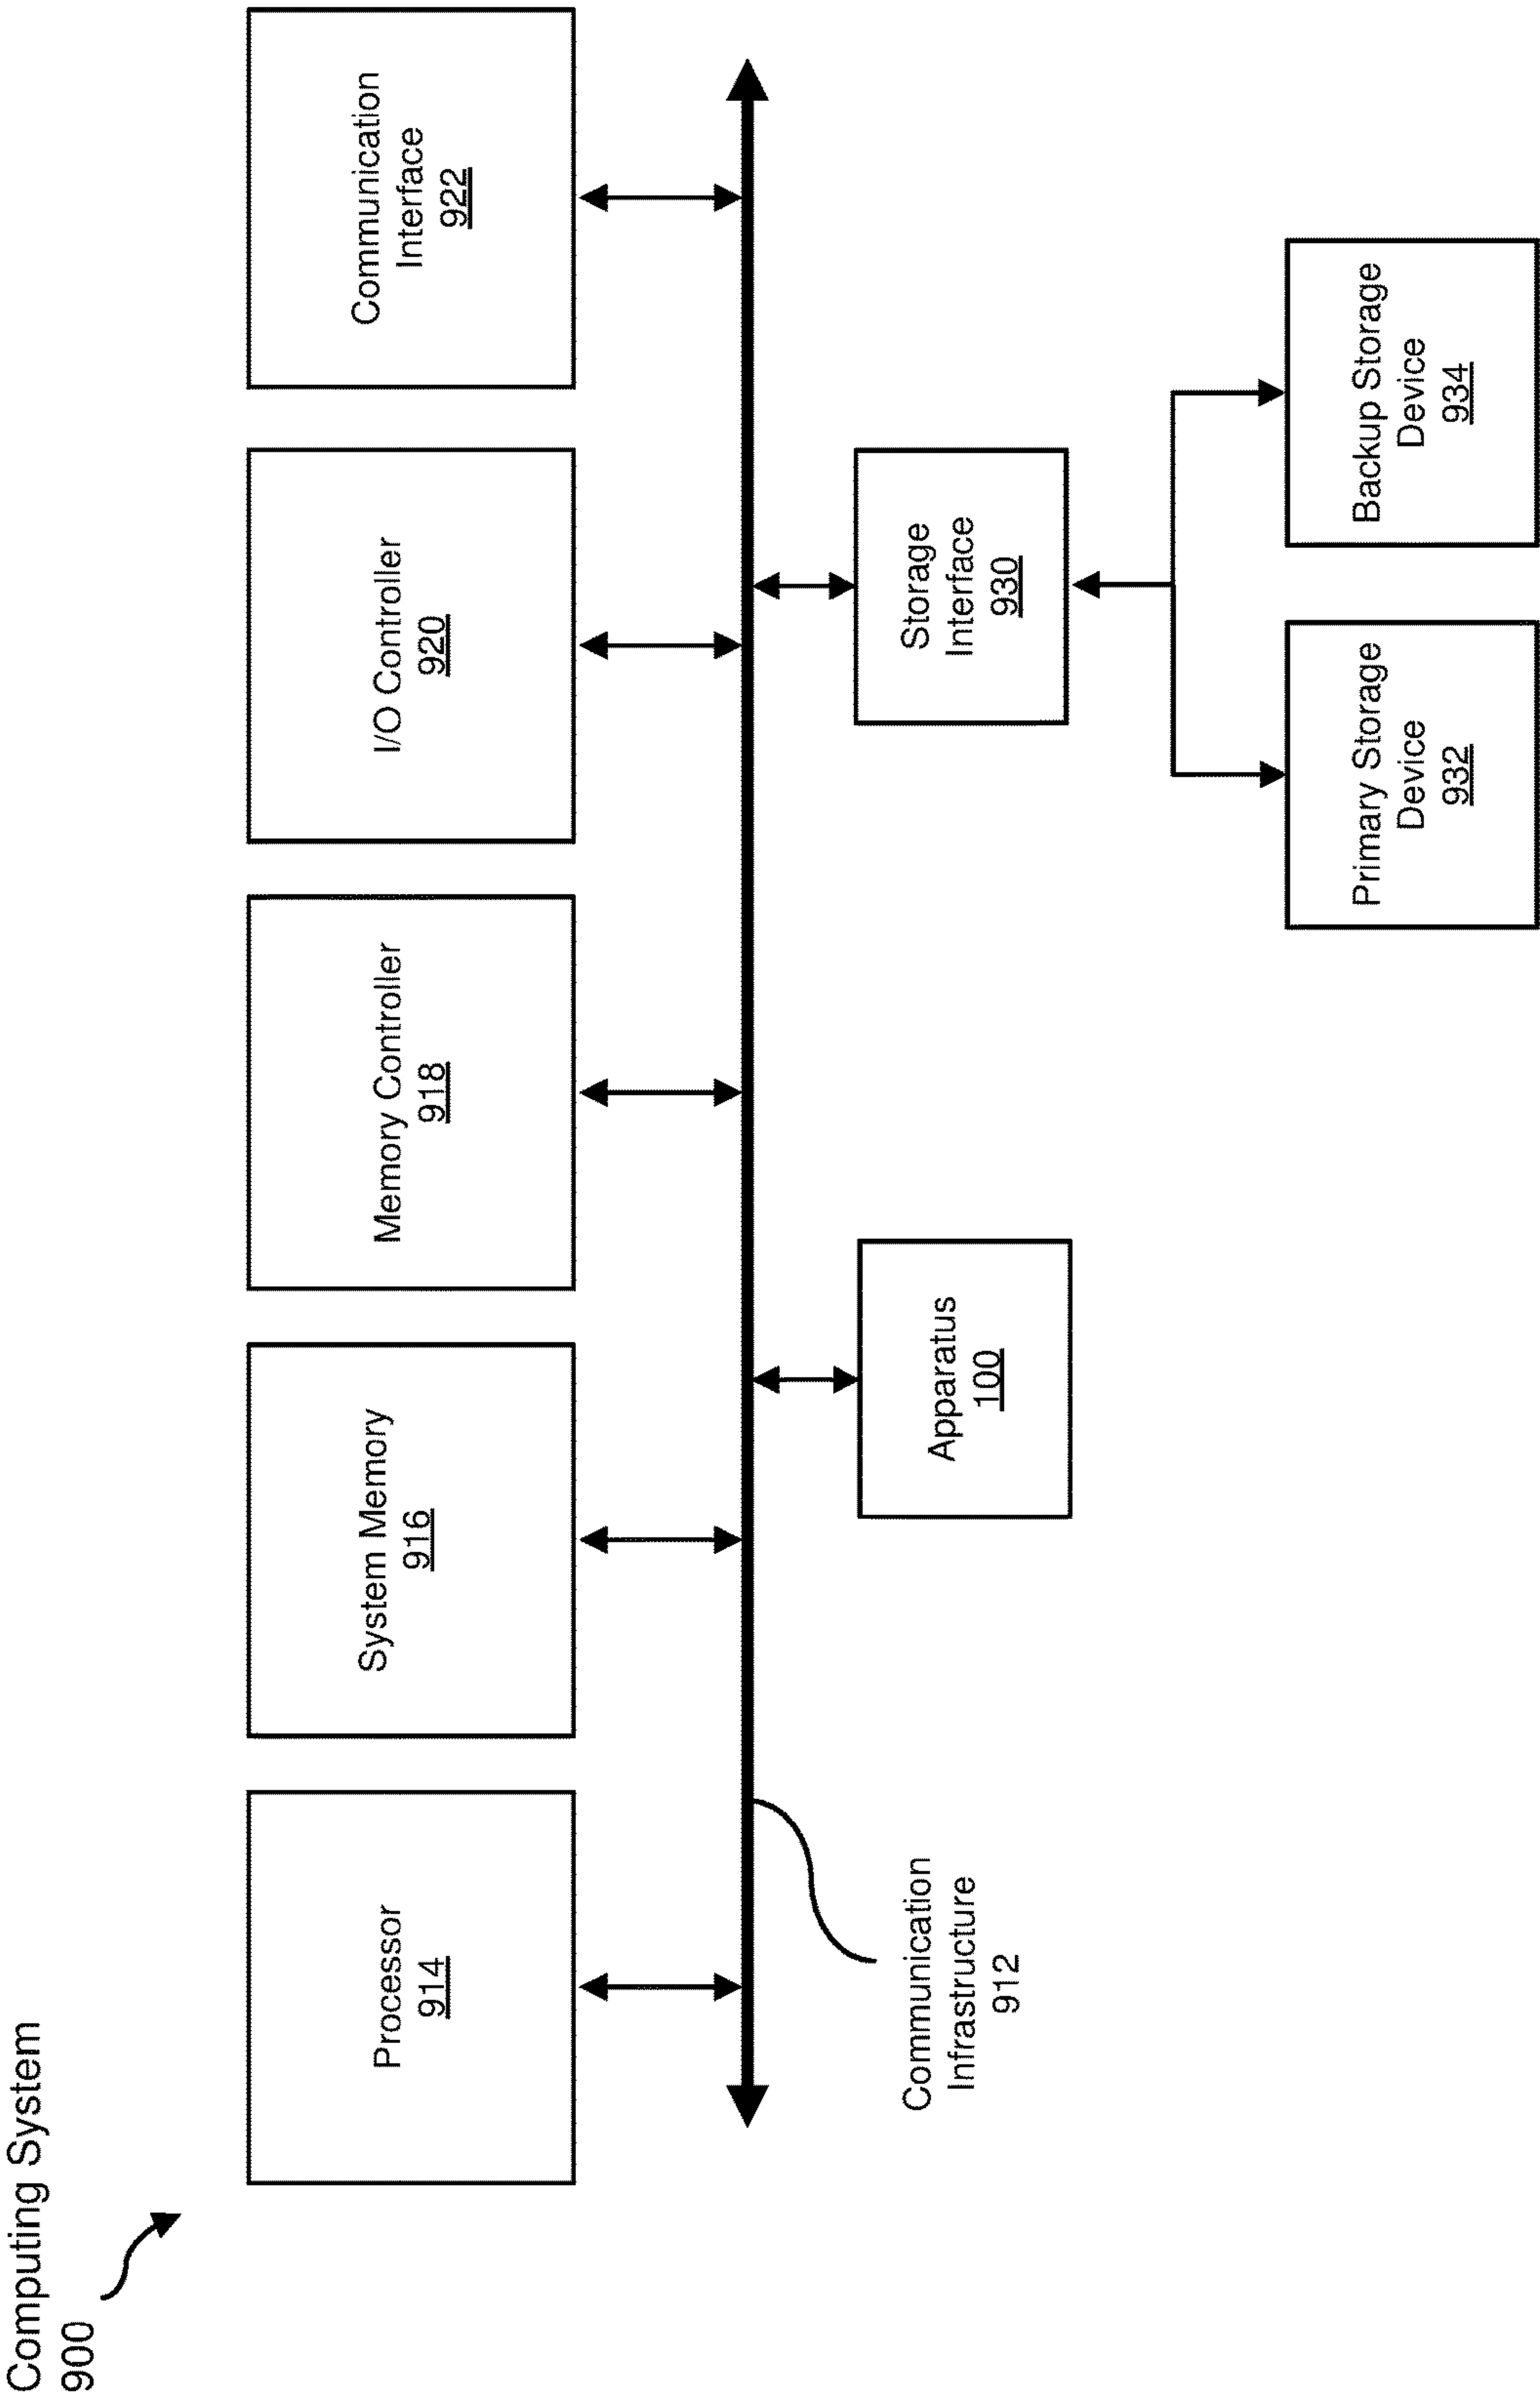 Computing System
900
Processor
914
System Memory
916
Memory Controller
918
I/O Controller
920
Communication
Interface
922
Communication
Infrastructure
912
Apparatus
100
Storage
Interface
930
Primary Storage
Device
932
Backup Storage
Device
934